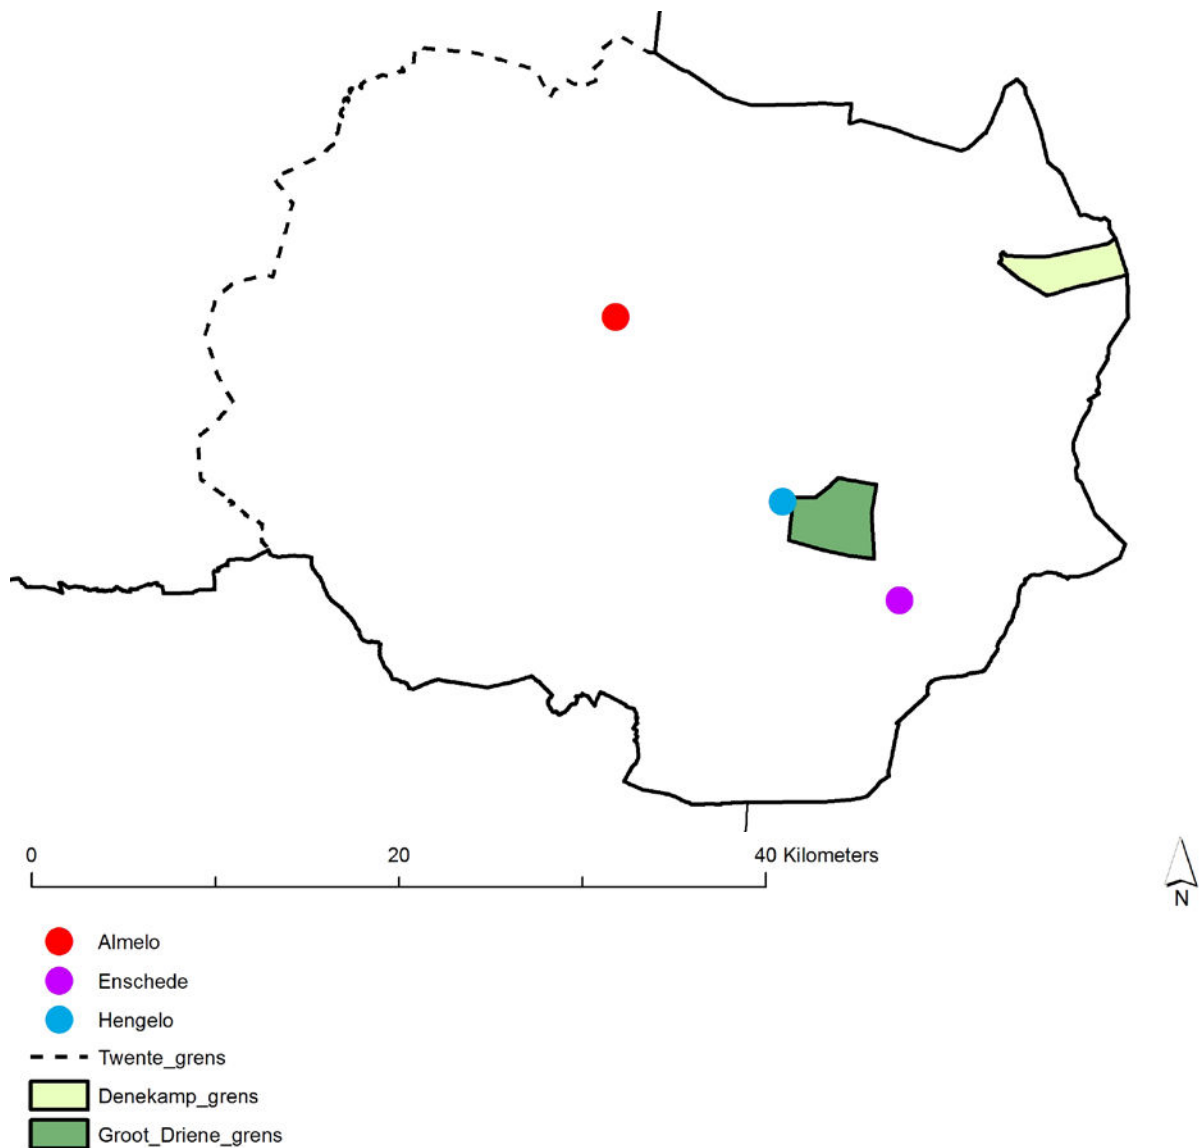 0 20 40 Kilometers
N
Almelo
Enschede
Hengelo
Twente_grens
Denekamp_grens
Groot_Driene_grens